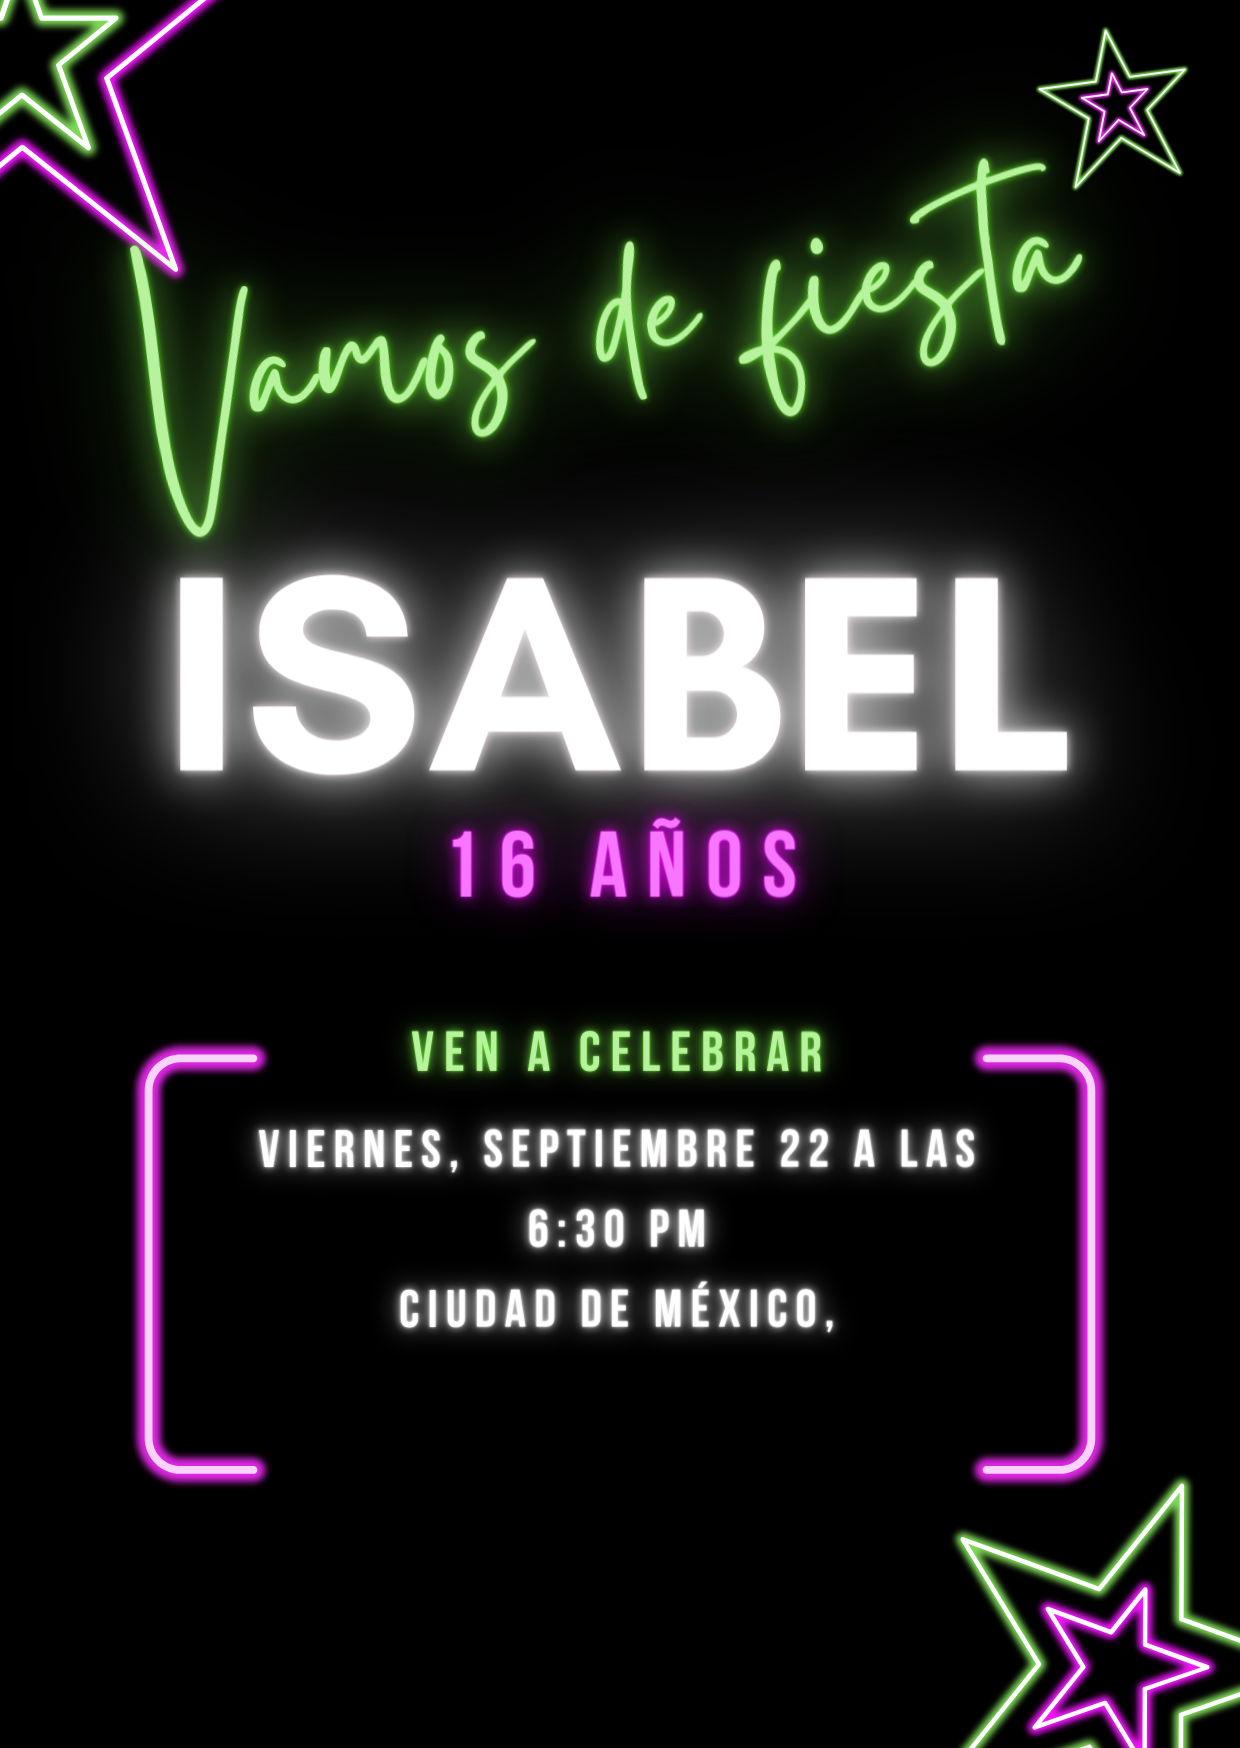 Vamos de fiesta
ISABEL
16 AÑOS
VEN A CELEBRAR
VIERNES, SEPTIEMBRE 22 A LAS
6:30 PM
CIUDAD DE MÉXICO,